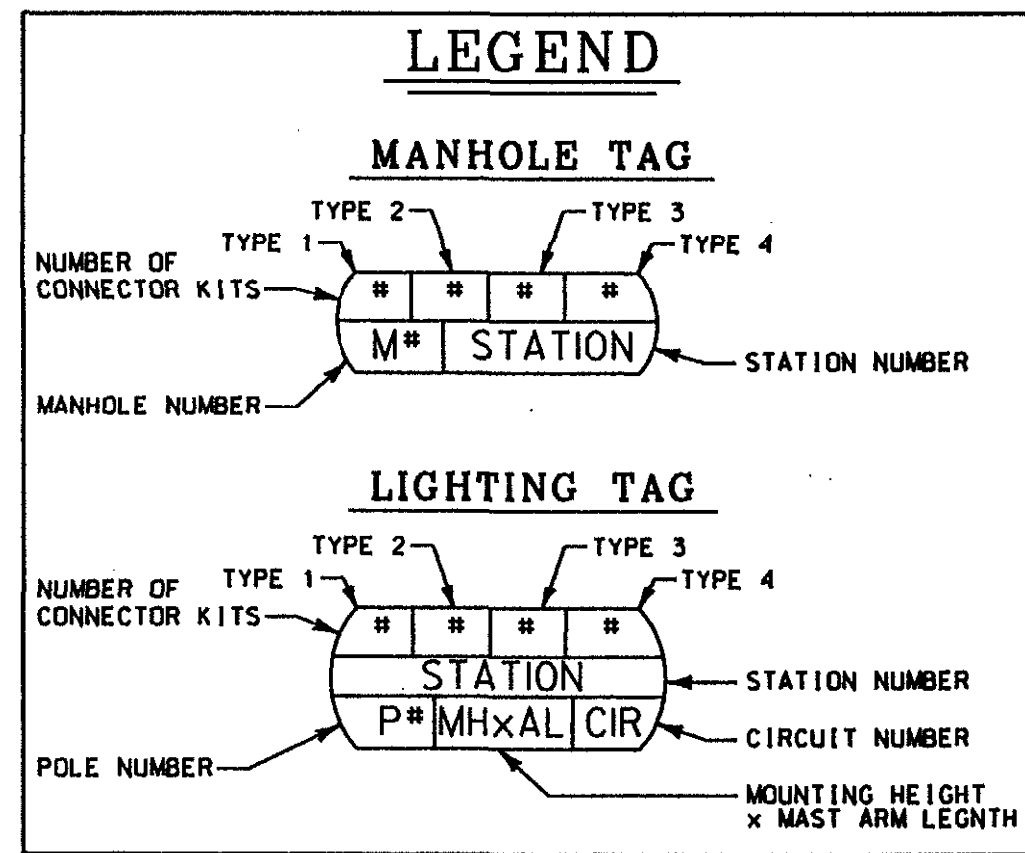 LEGEND
MANHOLE TAG
TYPE 2
TYPE 3
TYPE 1
TYPE 4
NUMBER OF
CONNECTOR KITS
# # # #
M# STATION
STATION NUMBER
MANHOLE NUMBER
LIGHTING TAG
TYPE 2
TYPE 3
TYPE 1
TYPE 4
NUMBER OF
CONNECTOR KITS
# # # #
STATION
STATION NUMBER
P# MHxAL CIR
CIRCUIT NUMBER
POLE NUMBER
MOUNTING HEIGHT
x MAST ARM LEGNTH